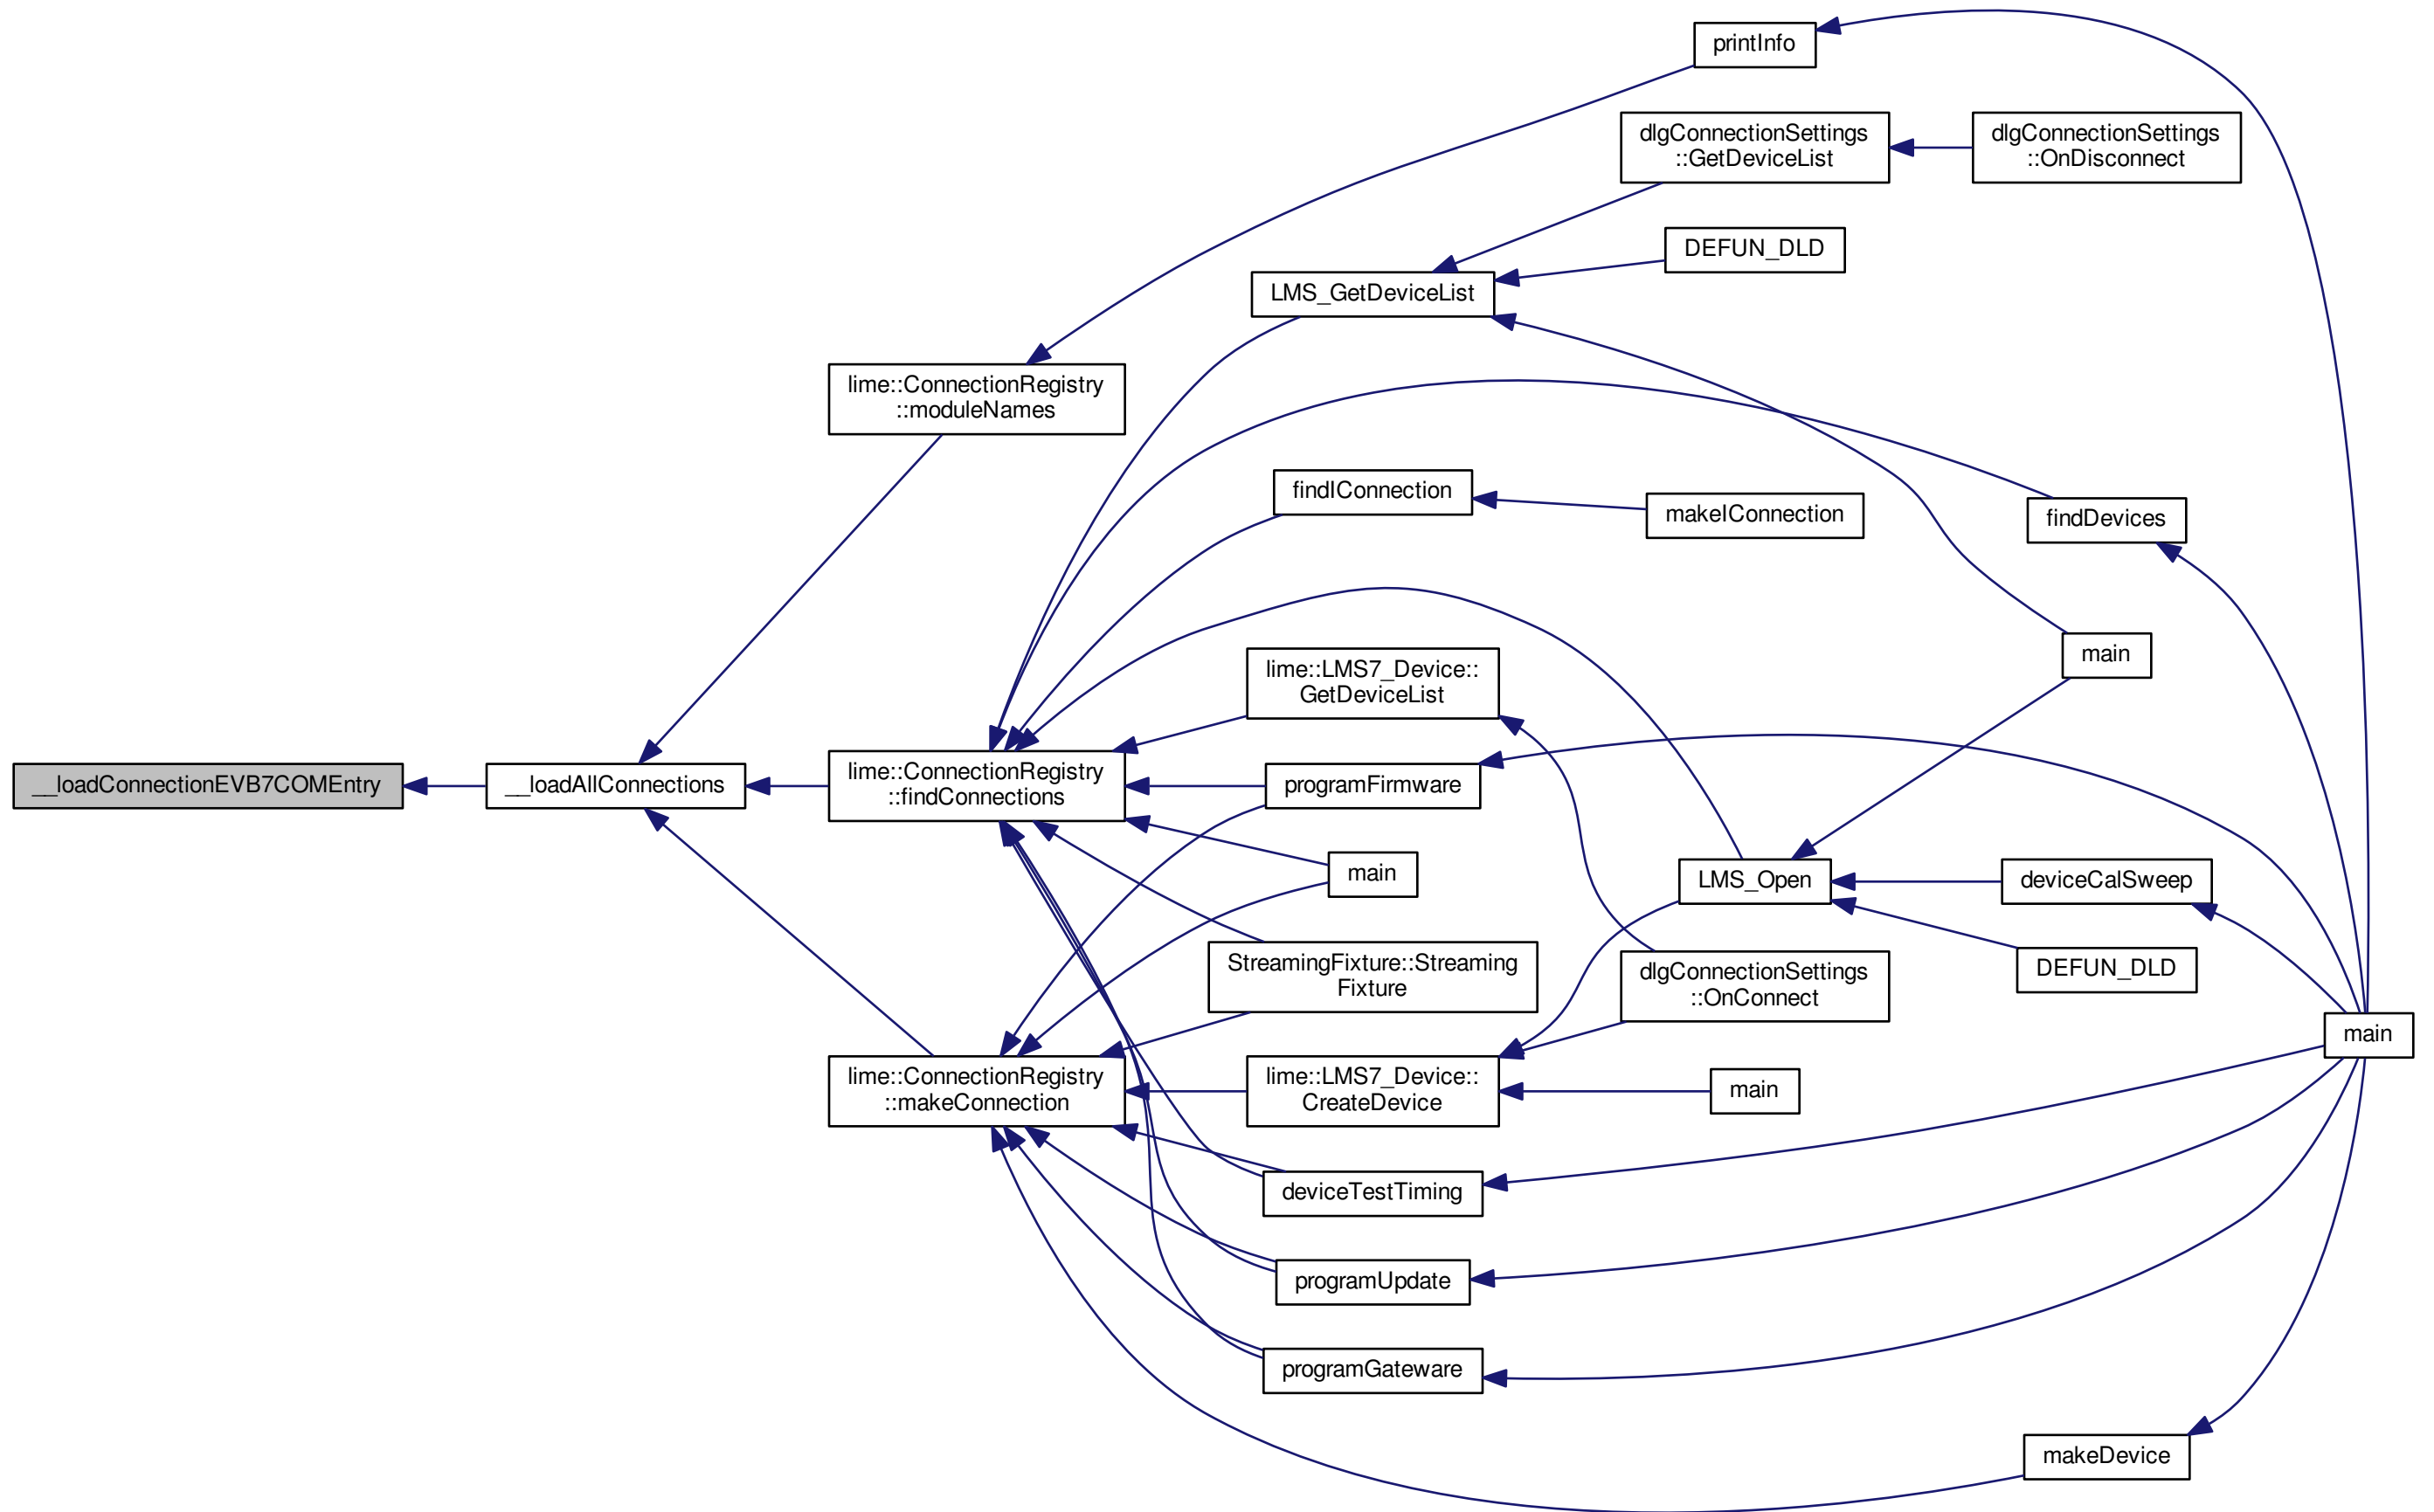 printInfo
dlgConnectionSettings
::GetDeviceList
dlgConnectionSettings
::OnDisconnect
DEFUN_DLD
LMS_GetDeviceList
lime::ConnectionRegistry
::moduleNames
findIConnection
makeIConnection
findDevices
main
lime::LMS7_Device::
GetDeviceList
__loadConnectionEVB7COMEntry
__loadAllConnections
lime::ConnectionRegistry
::findConnections
programFirmware
main
LMS_Open
deviceCalSweep
StreamingFixture::Streaming
Fixture
dlgConnectionSettings
::OnConnect
DEFUN_DLD
main
lime::ConnectionRegistry
::makeConnection
lime::LMS7_Device::
CreateDevice
main
deviceTestTiming
programUpdate
programGateware
makeDevice